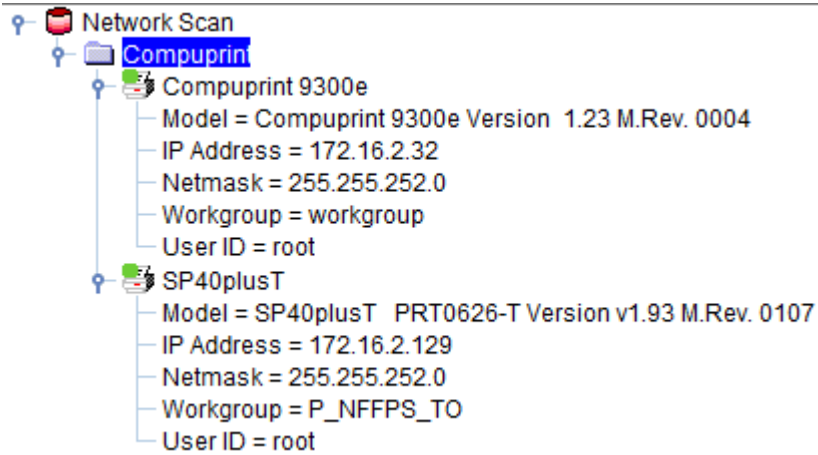 Network Scan
Compuprint
Compuprint 9300e
Model = Compuprint 9300e Version 1.23 M.Rev. 0004
IP Address = 172.16.2.32
Netmask = 255.255.252.0
Workgroup = workgroup
User ID = root
SP40plusT
Model = SP40plusT PRT0626-T Version v1.93 M.Rev. 0107
IP Address = 172.16.2.129
Netmask = 255.255.252.0
Workgroup = P_NFFPS_TO
User ID = root